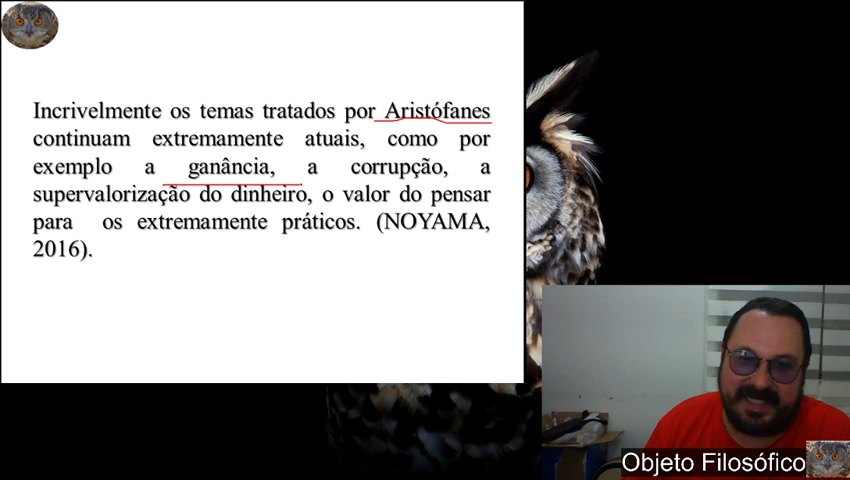 Incrivelmente os temas tratados por Aristófanes
continuam extremamente atuais, como por
exemplo a ganância, a corrupção, a
supervalorização do dinheiro, o valor do pensar
para os extremamente práticos. (NOYAMA,
2016).
Objeto Filosófico